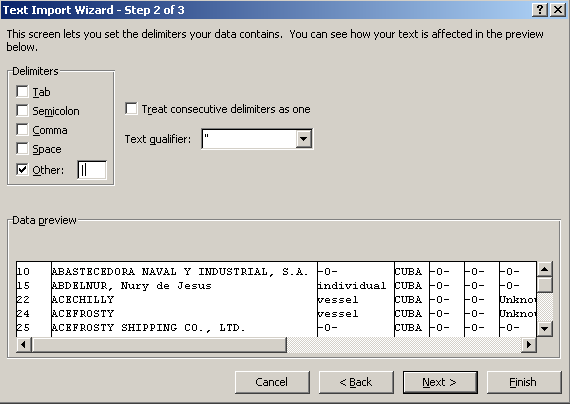 Text Import Wizard - Step 2 of 3
This screen lets you set the delimiters your data contains. You can see how your text is affected in the preview
below.
Delimiters
Tab
Semicolon
Comma
Space
Other: |
Treat consecutive delimiters as one
Text qualifier: "
Data preview
10 ABASTECEDORA NAVAL Y INDUSTRIAL, S.A. -0- CUBA -0- -0- -0-
15 ABDELNUR, Nury de Jesus individual CUBA -0- -0- -0-
22 ACECHILLY vessel CUBA -0- -0- Unkno
24 ACEFROSTY vessel CUBA -0- -0- Unkno
25 ACEFROSTY SHIPPING CO., LTD. -0- CUBA -0- -0- -0-
Cancel < Back Next > Finish